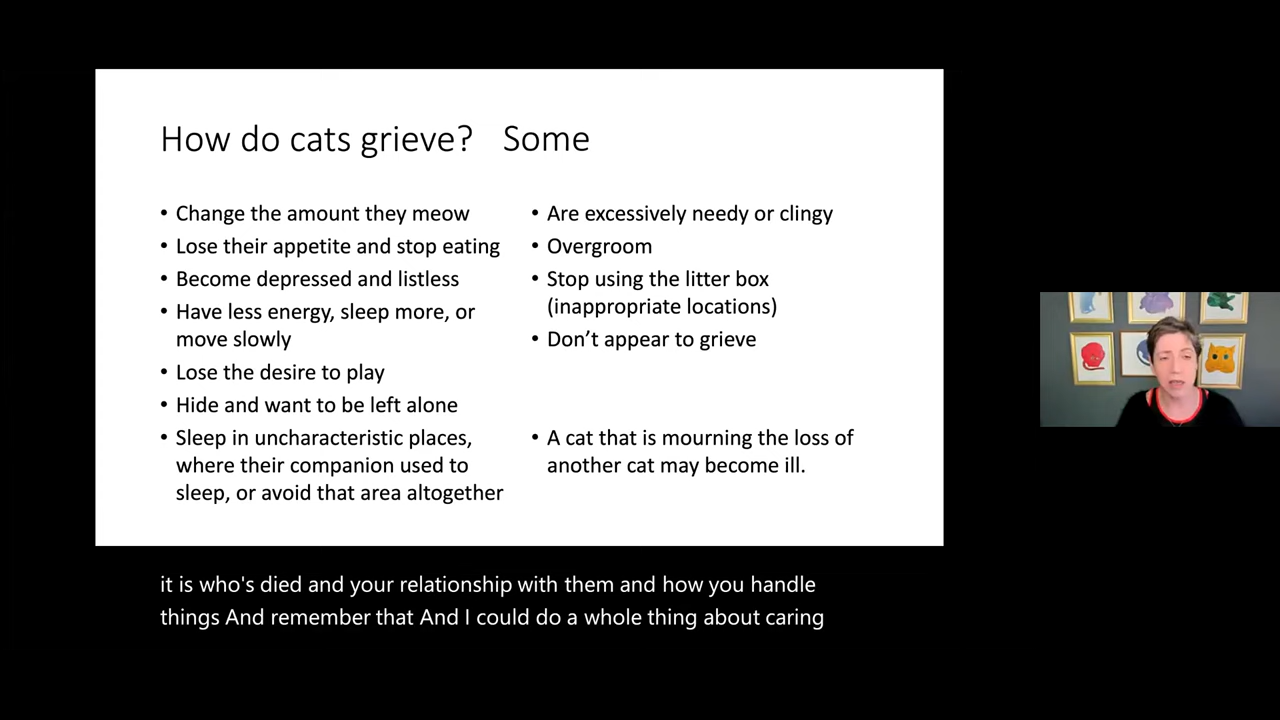 How do cats grieve? Some
• Change the amount they meow
• Lose their appetite and stop eating
• Become depressed and listless
• Have less energy, sleep more, or
move slowly
• Lose the desire to play
• Hide and want to be left alone
• Sleep in uncharacteristic places,
where their companion used to
sleep, or avoid that area altogether
• Are excessively needy or clingy
• Overgroom
• Stop using the litter box
(inappropriate locations)
• Don’t appear to grieve
• A cat that is mourning the loss of
another cat may become ill.
it is who's died and your relationship with them and how you handle
things And remember that And I could do a whole thing about caring